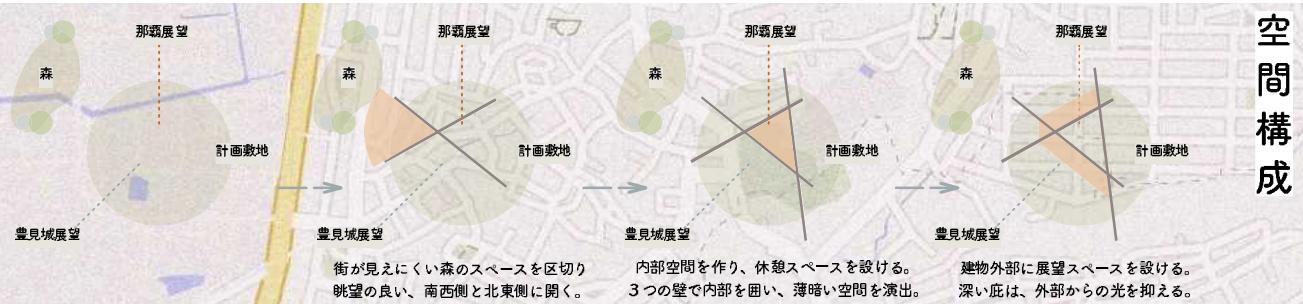 空間構成
那覇展望
森
計画敷地
豊見城展望
那覇展望
森
計画敷地
豊見城展望
街が見えにくい森のスペースを区切り
眺望の良い、南西側と北東側に開く。
那覇展望
森
計画敷地
豊見城展望
内部空間を作り、休憩スペースを設ける。
３つの壁で内部を囲い、薄暗い空間を演出。
那覇展望
森
計画敷地
豊見城展望
建物外部に展望スペースを設ける。
深い庇は、外部からの光を抑える。